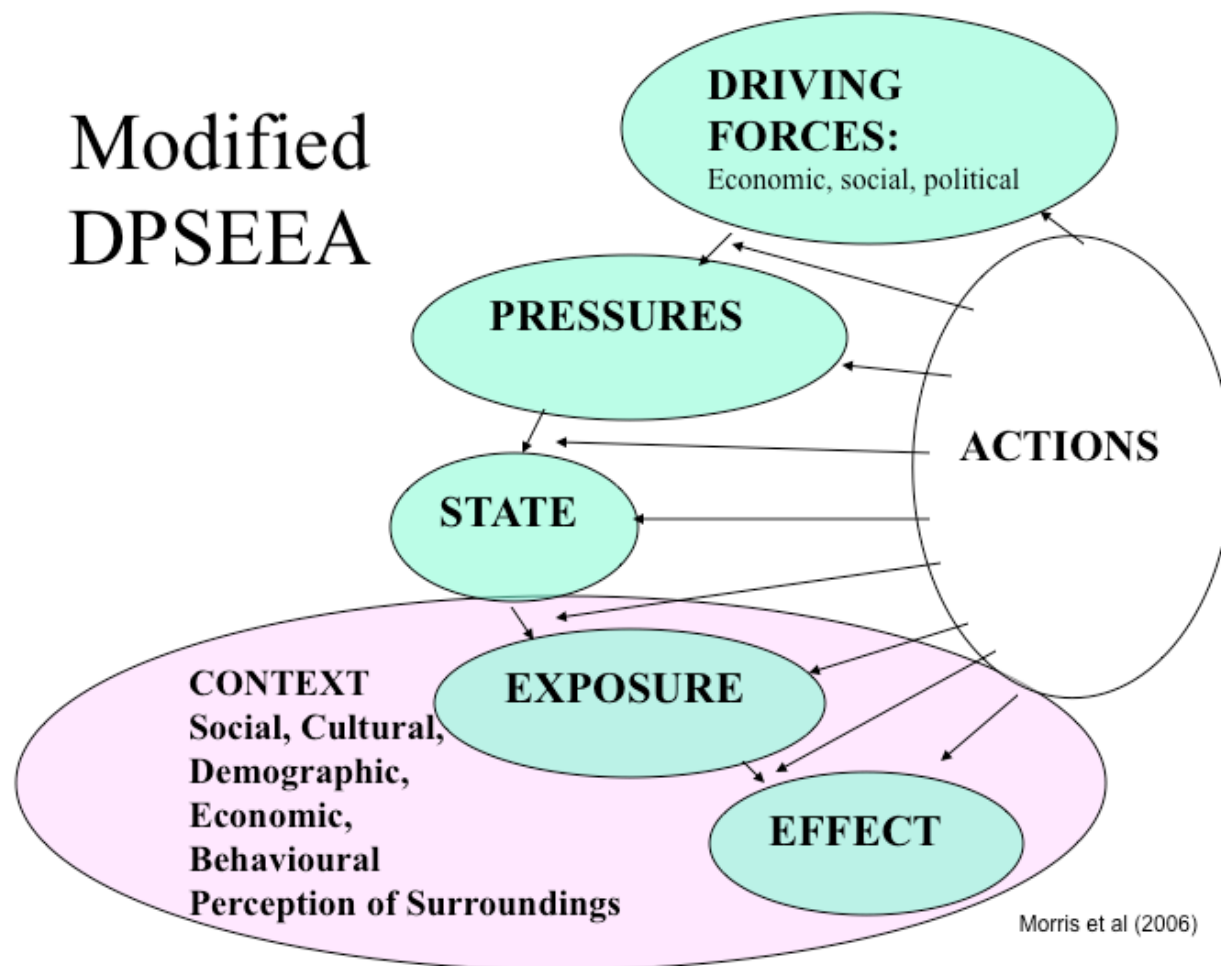 Modified
DPSEEA
DRIVING
FORCES:
Economic, social, political
PRESSURES
ACTIONS
STATE
EXPOSURE
CONTEXT
Social, Cultural,
Demographic,
Economic,
Behavioural
Perception of Surroundings
EFFECT
Morris et al (2006)